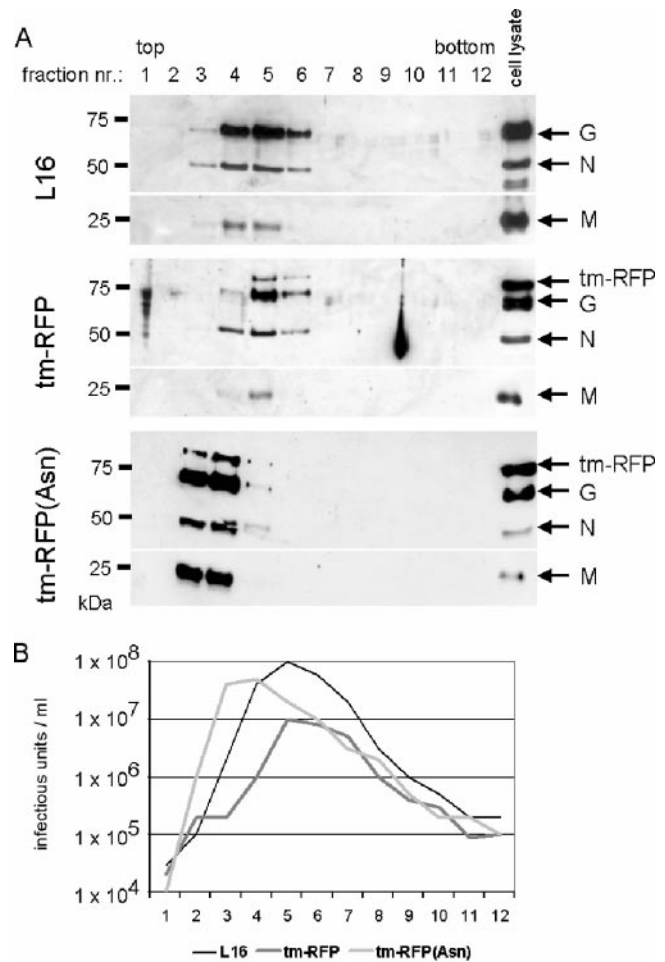 A
top bottom
fraction nr.: 1 2 3 4 5 6 7 8 9 10 11 12 cell lysate
L16
75
50
25
G
N
M
tm-RFP
75
50
25
tm-RFP
G
N
M
tm-RFP(Asn)
75
50
25
kDa
tm-RFP
G
N
M
B
infectious units / ml
1 x 10⁸
1 x 10⁷
1 x 10⁶
1 x 10⁵
1 x 10⁴
1 2 3 4 5 6 7 8 9 10 11 12
L16 tm-RFP tm-RFP(Asn)